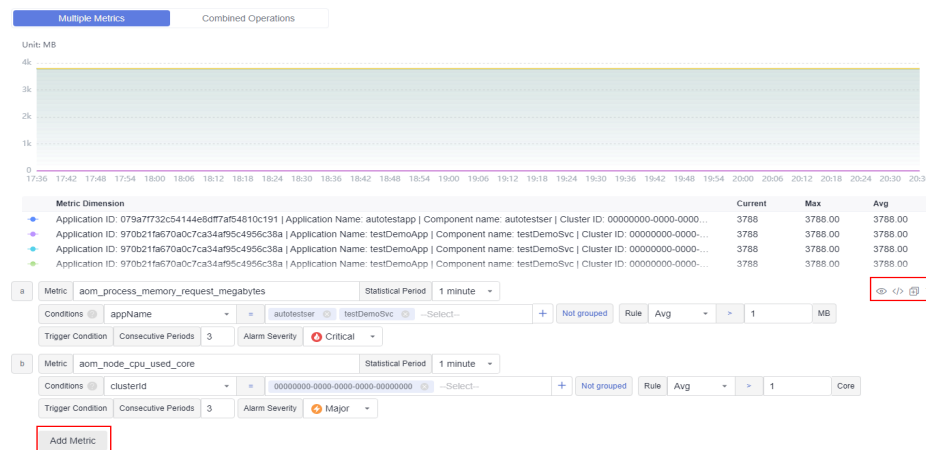 Multiple Metrics Combined Operations
Unit: MB
4k
3k
2k
1k
0
17:36 17:42 17:48 17:54 18:00 18:06 18:12 18:18 18:24 18:30 18:36 18:42 18:48 18:54 19:00 19:06 19:12 19:18 19:24 19:30 19:36 19:42 19:48 19:54 20:00 20:06 20:12 20:18 20:24 20:30 20:3
Metric Dimension Current Max Avg
Application ID: 079a7f732c54144e8dff7af54810c191 | Application Name: autotestapp | Component name: autotestser | Cluster ID: 00000000-0000-0000... 3788 3788.00 3788.00
Application ID: 970b21fa670a0c7ca34af95c4956c38a | Application Name: testDemoApp | Component name: testDemoSvc | Cluster ID: 00000000-0000-... 3788 3788.00 3788.00
Application ID: 970b21fa670a0c7ca34af95c4956c38a | Application Name: testDemoApp | Component name: testDemoSvc | Cluster ID: 00000000-0000-... 3788 3788.00 3788.00
Application ID: 970b21fa670a0c7ca34af95c4956c38a | Application Name: testDemoApp | Component name: testDemoSvc | Cluster ID: 00000000-0000-... 3788 3788.00 3788.00
a Metric aom_process_memory_request_megabytes Statistical Period 1 minute
Conditions appName = autotestser testDemoSvc --Select-- + Not grouped Rule Avg > 1 MB
Trigger Condition Consecutive Periods 3 Alarm Severity Critical
b Metric aom_node_cpu_used_core Statistical Period 1 minute
Conditions clusterId = 00000000-0000-0000-0000-00000000 --Select-- + Not grouped Rule Avg > 1 Core
Trigger Condition Consecutive Periods 3 Alarm Severity Major
Add Metric